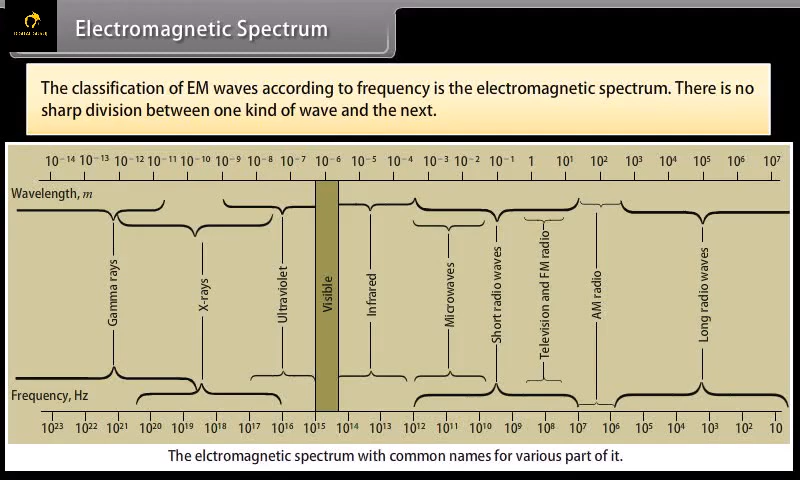 Electromagnetic Spectrum
The classification of EM waves according to frequency is the electromagnetic spectrum. There is no
sharp division between one kind of wave and the next.
10⁻¹⁴ 10⁻¹³ 10⁻¹² 10⁻¹¹ 10⁻¹⁰ 10⁻⁹ 10⁻⁸ 10⁻⁷ 10⁻⁶ 10⁻⁵ 10⁻⁴ 10⁻³ 10⁻² 10⁻¹ 1 10¹ 10² 10³ 10⁴ 10⁵ 10⁶ 10⁷
Wavelength, m
Gamma rays
X-rays
Ultraviolet
Visible
Infrared
Microwaves
Short radio waves
Television and FM radio
AM radio
Long radio waves
Frequency, Hz
10²³ 10²² 10²¹ 10²⁰ 10¹⁹ 10¹⁸ 10¹⁷ 10¹⁶ 10¹⁵ 10¹⁴ 10¹³ 10¹² 10¹¹ 10¹⁰ 10⁹ 10⁸ 10⁷ 10⁶ 10⁵ 10⁴ 10³ 10² 10
The elctromagnetic spectrum with common names for various part of it.